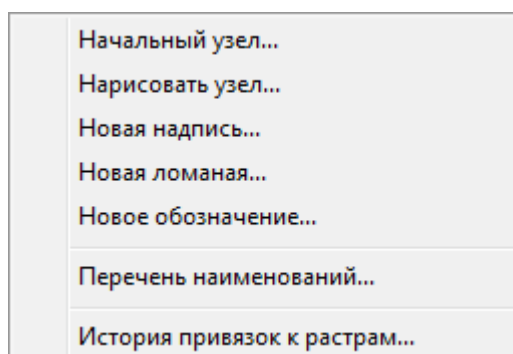 Начальный узел...
Нарисовать узел...
Новая надпись...
Новая ломаная...
Новое обозначение...
Перечень наименований...
История привязок к растрам...